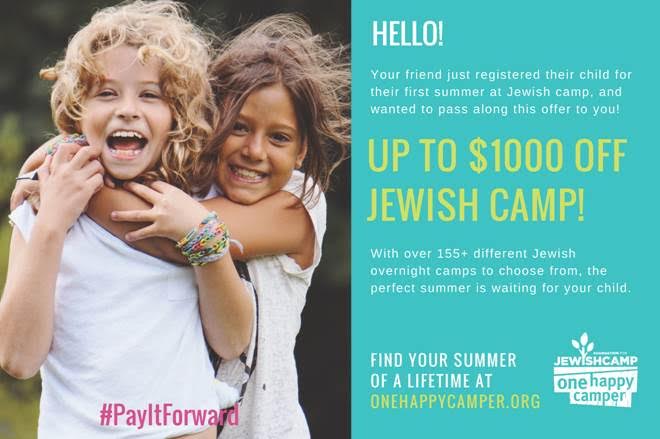 HELLO!
Your friend just registered their child for
their first summer at Jewish camp, and
wanted to pass along this offer to you!
UP TO $1000 OFF
JEWISH CAMP!
With over 155+ different Jewish
overnight camps to choose from, the
perfect summer is waiting for your child.
FIND YOUR SUMMER
OF A LIFETIME AT
ONEHAPPYCAMPER.ORG
FOUNDATION FOR
JEWISHCAMP
one happy
camper
#PayItForward